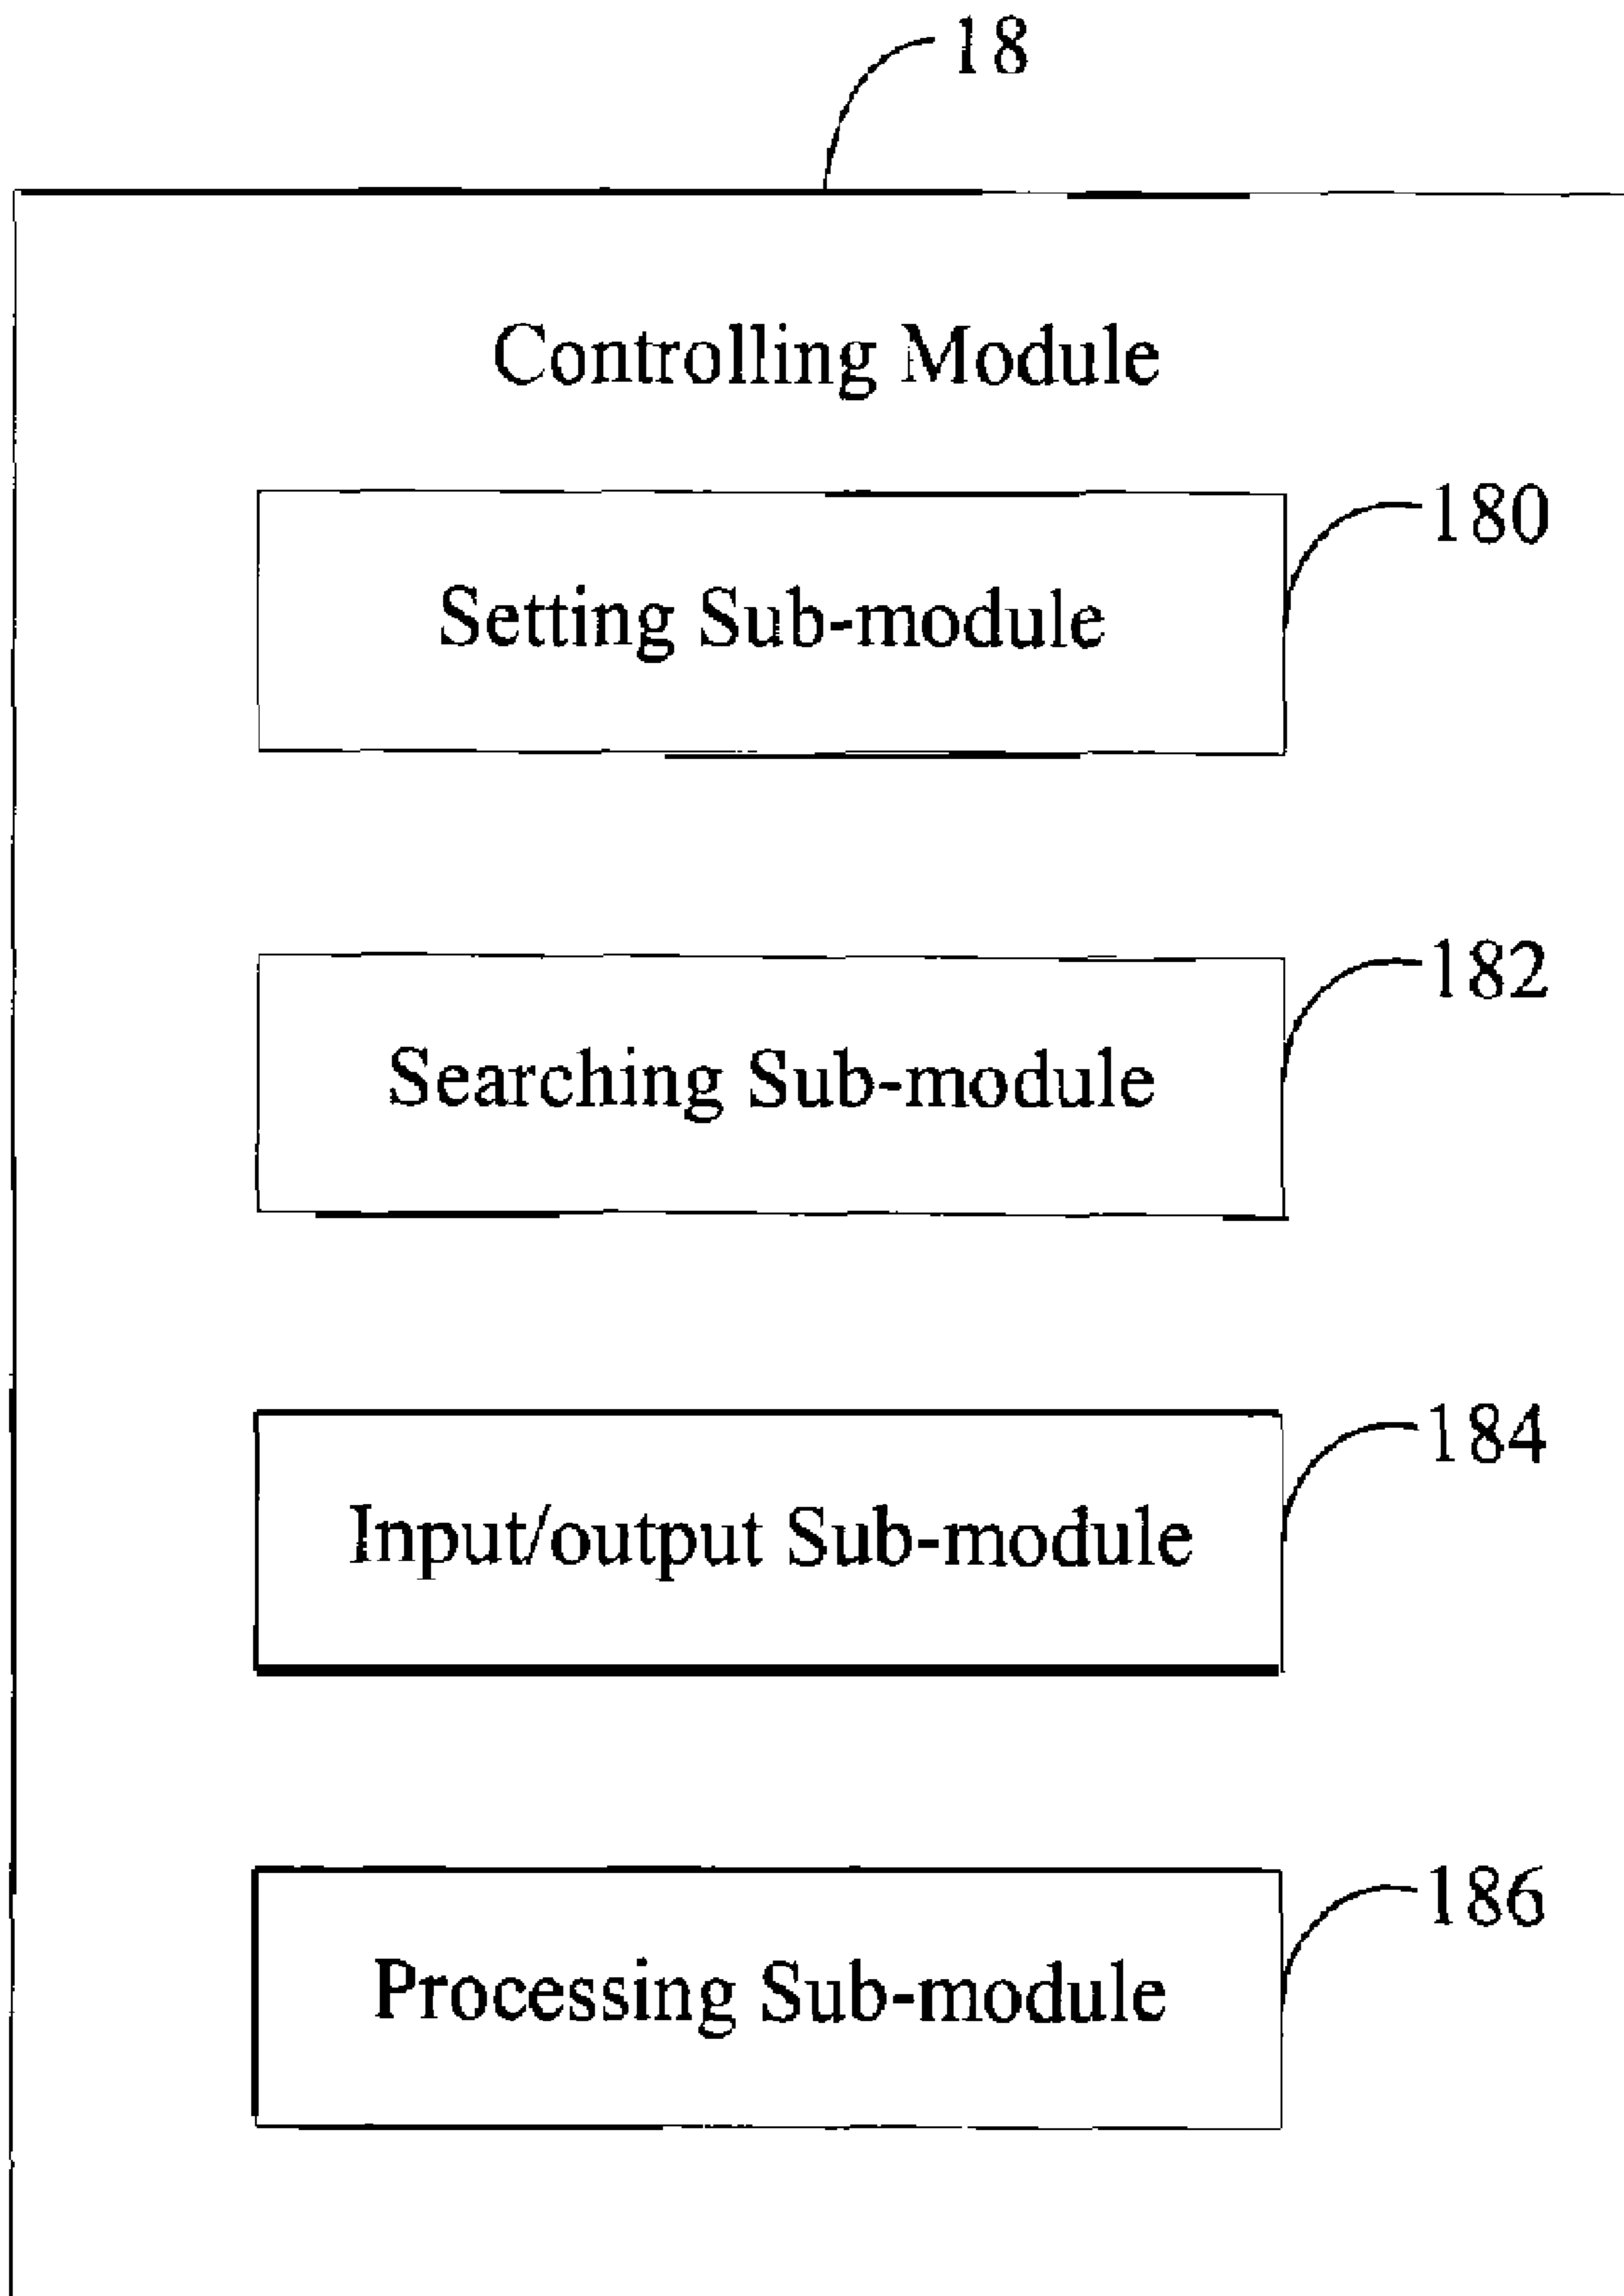 18
Controlling Module
180
Setting Sub-module
182
Searching Sub-module
184
Input/output Sub-module
186
Processing Sub-module